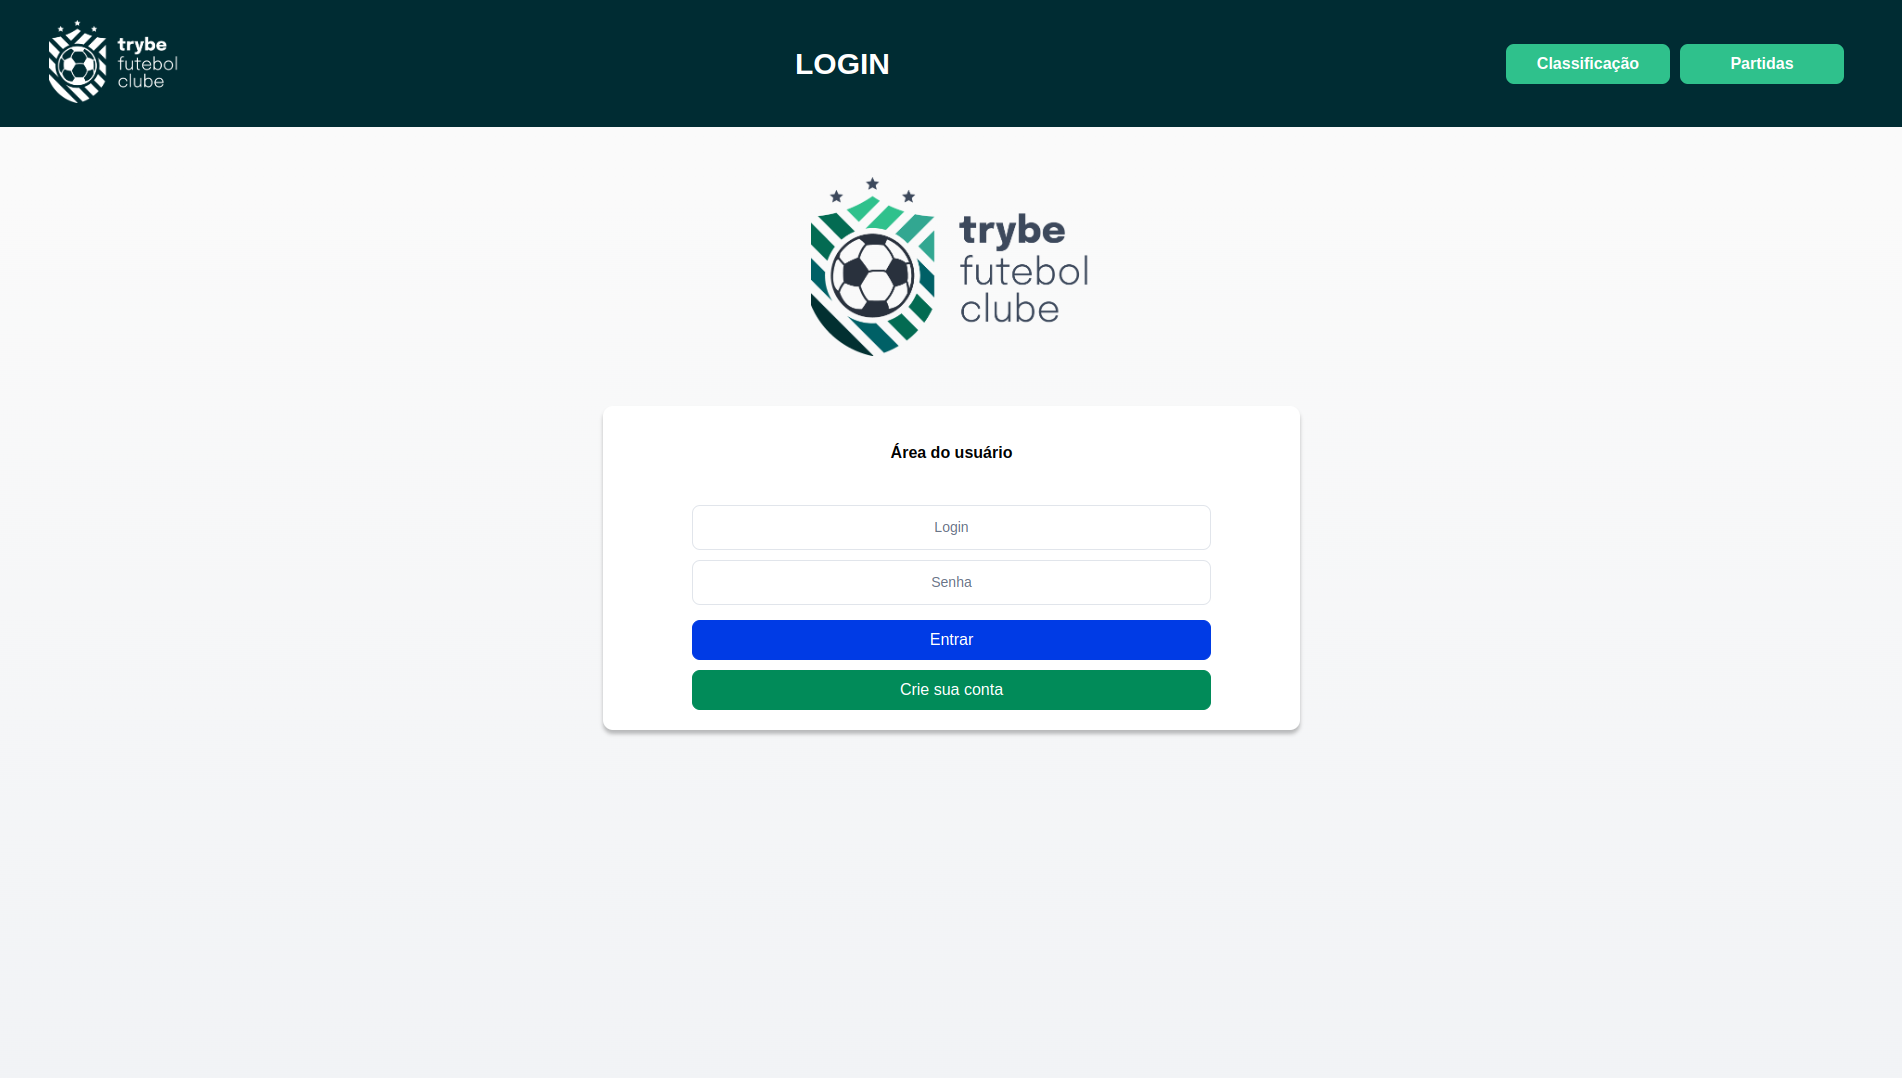 trybe
futebol
clube
LOGIN
Classificação
Partidas
trybe
futebol
clube
Área do usuário
Login
Senha
Entrar
Crie sua conta